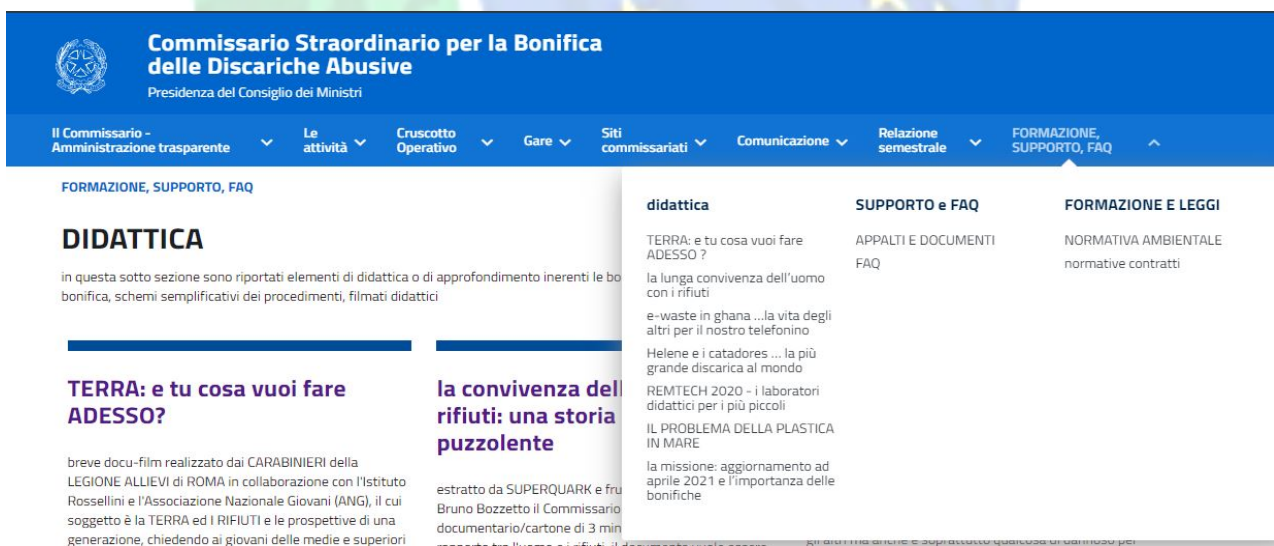 Commissario Straordinario per la Bonifica
delle Discariche Abusive
Presidenza del Consiglio dei Ministri
Il Commissario -
Amministrazione trasparente
Le
attività
Cruscotto
Operativo
Gare
Siti
commissariati
Comunicazione
Relazione
semestrale
FORMAZIONE,
SUPPORTO, FAQ
FORMAZIONE, SUPPORTO, FAQ
DIDATTICA
in questa sotto sezione sono riportati elementi di didattica o di approfondimento inerenti le bo
bonifica, schemi semplificativi dei procedimenti, filmati didattici
TERRA: e tu cosa vuoi fare
ADESSO?
breve docu-film realizzato dai CARABINIERI della
LEGIONE ALLIEVI di ROMA in collaborazione con l'Istituto
Rossellini e l'Associazione Nazionale Giovani (ANG), il cui
soggetto è la TERRA ed I RIFIUTI e le prospettive di una
generazione, chiedendo ai giovani delle medie e superiori
la convivenza dell
rifiuti: una storia
puzzolente
estratto da SUPERQUARK e fru
Bruno Bozzetto il Commissario
documentario/cartone di 3 min
didattica
TERRA: e tu cosa vuoi fare
ADESSO ?
la lunga convivenza dell'uomo
con i rifiuti
e-waste in ghana ...la vita degli
altri per il nostro telefonino
Helene e i catadores ... la più
grande discarica al mondo
REMTECH 2020 - i laboratori
didattici per i più piccoli
IL PROBLEMA DELLA PLASTICA
IN MARE
la missione: aggiornamento ad
aprile 2021 e l'importanza delle
bonifiche
SUPPORTO e FAQ
APPALTI E DOCUMENTI
FAQ
FORMAZIONE E LEGGI
NORMATIVA AMBIENTALE
normative contratti